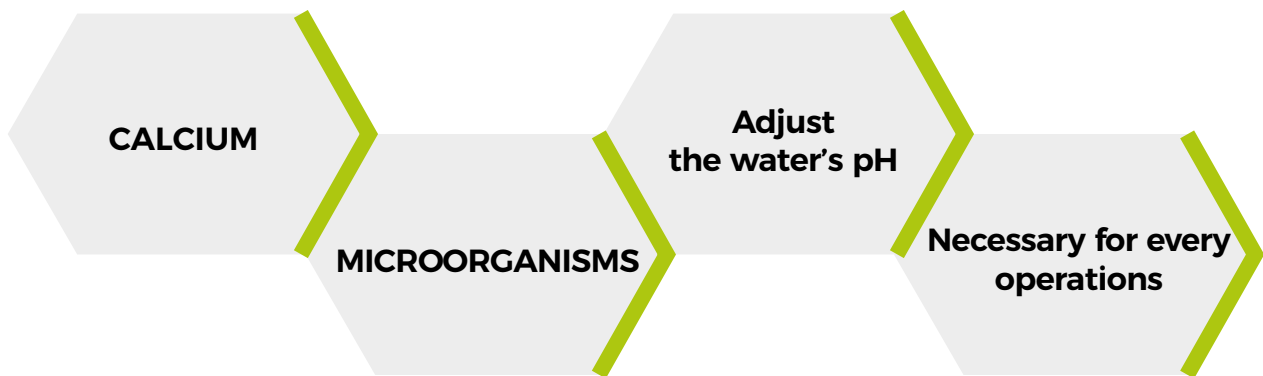 CALCIUM
MICROORGANISMS
Adjust
the water’s pH
Necessary for every
operations